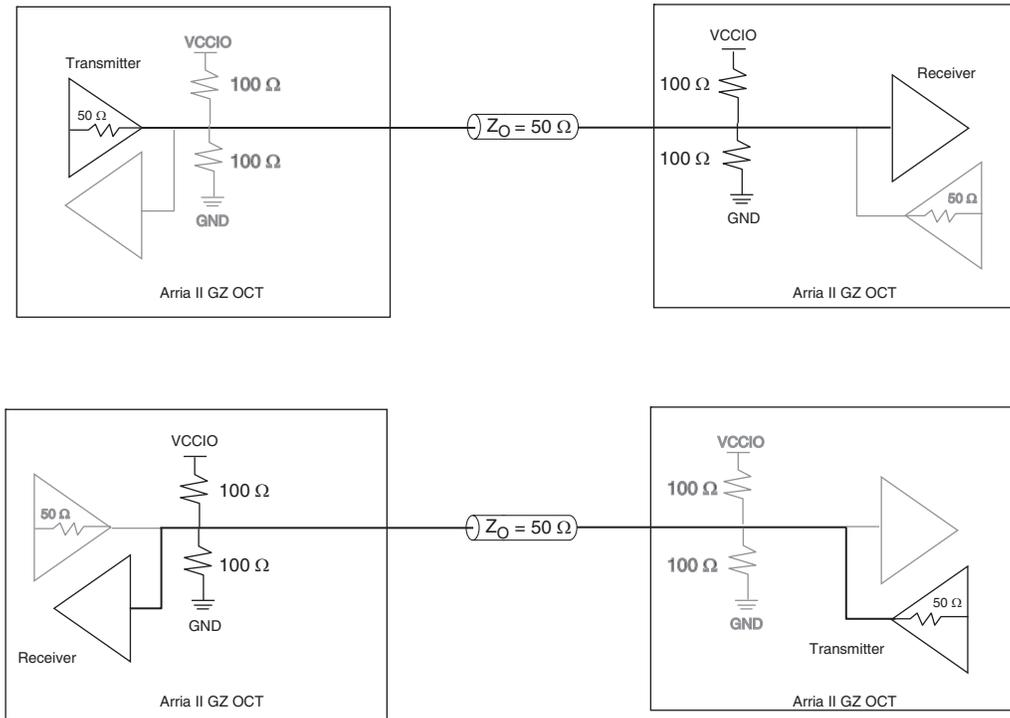 VCCIO
Transmitter
100 Ω
50 Ω
100 Ω
GND
Arria II GZ OCT
Z_O = 50 Ω
VCCIO
Receiver
100 Ω
100 Ω
50 Ω
GND
Arria II GZ OCT
VCCIO
50 Ω
100 Ω
100 Ω
GND
Receiver
Arria II GZ OCT
Z_O = 50 Ω
VCCIO
100 Ω
100 Ω
50 Ω
GND
Transmitter
Arria II GZ OCT